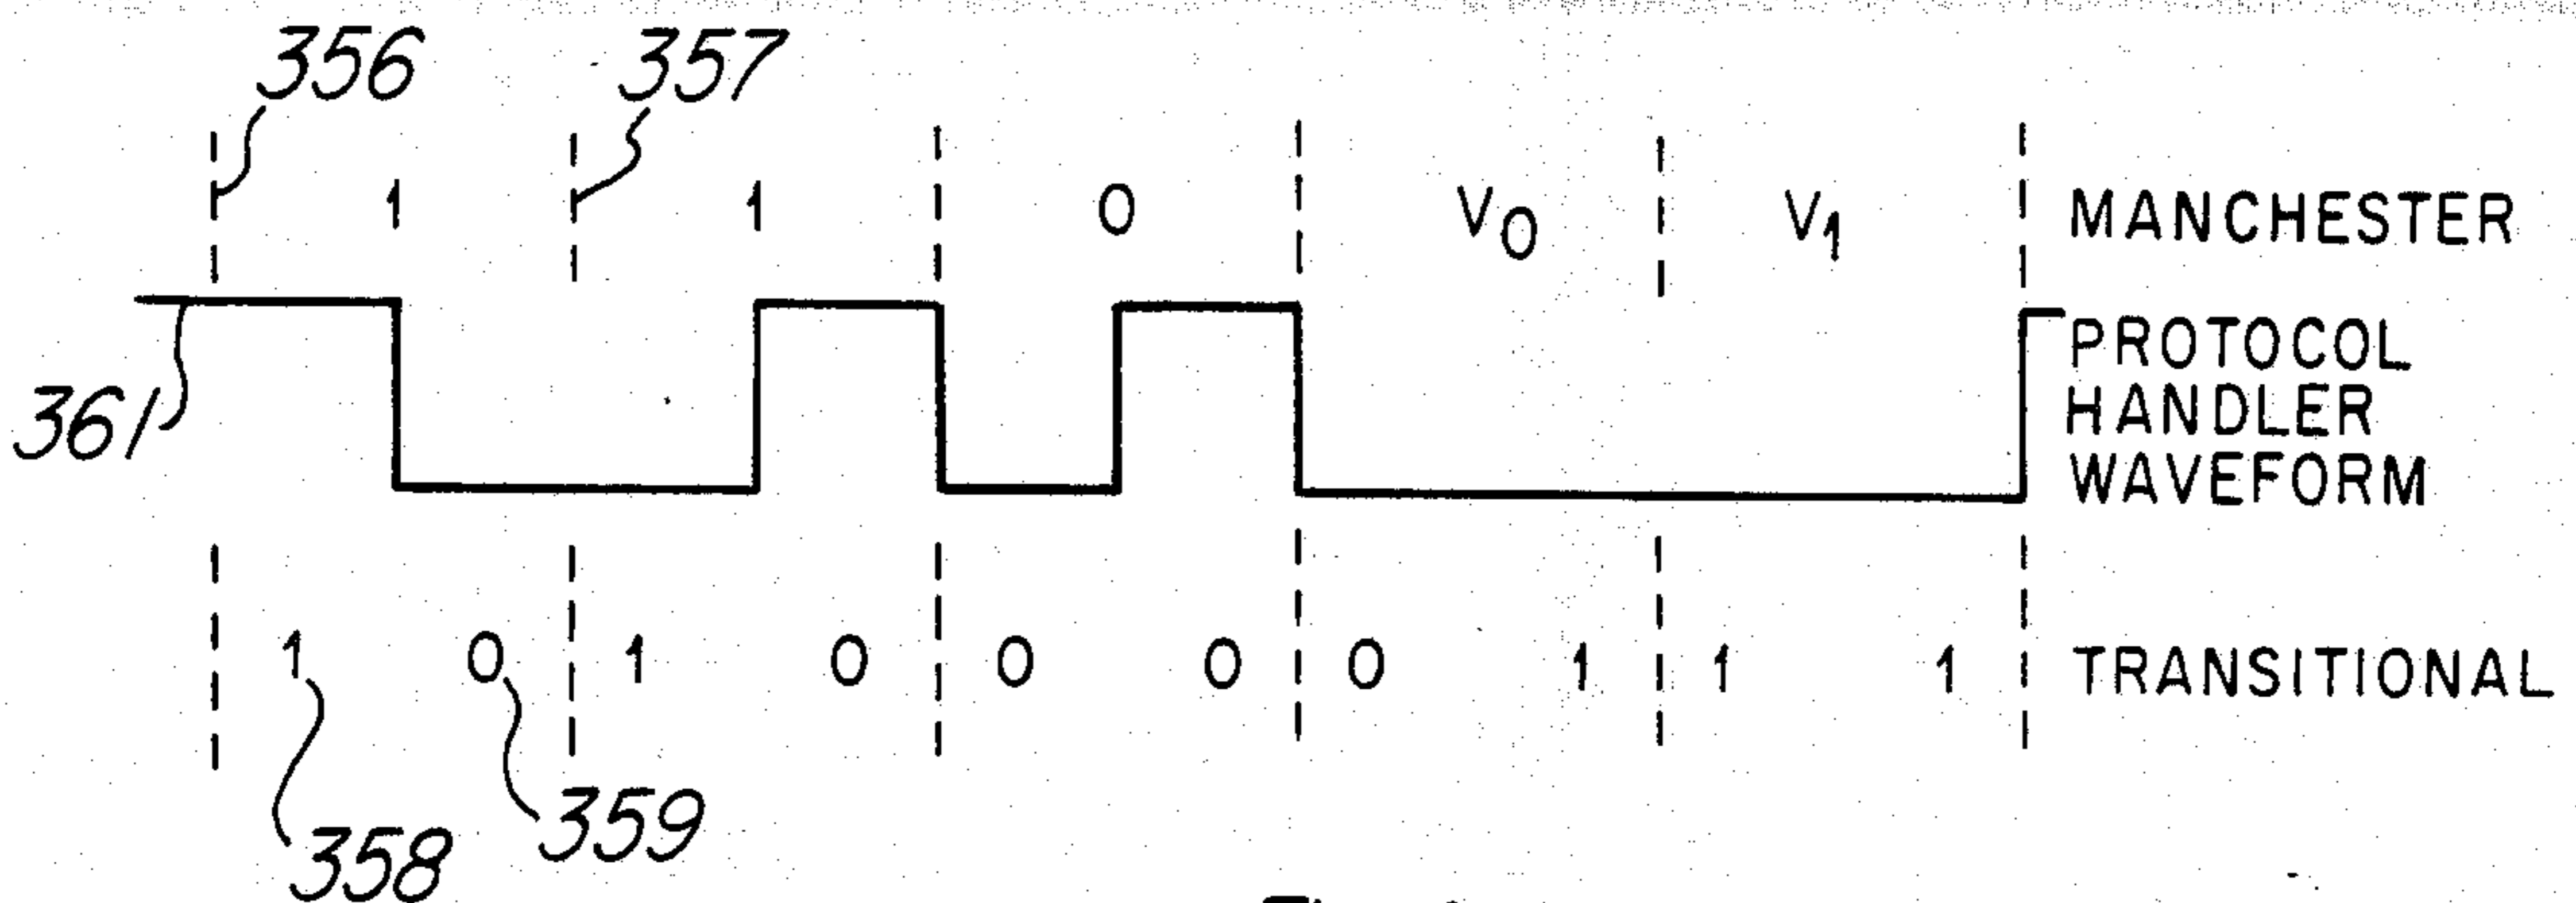 356 357
1 1 0 V0 V1 MANCHESTER
361
PROTOCOL
HANDLER
WAVEFORM
1 0 1 0 0 0 0 1 1 1 TRANSITIONAL
358 359